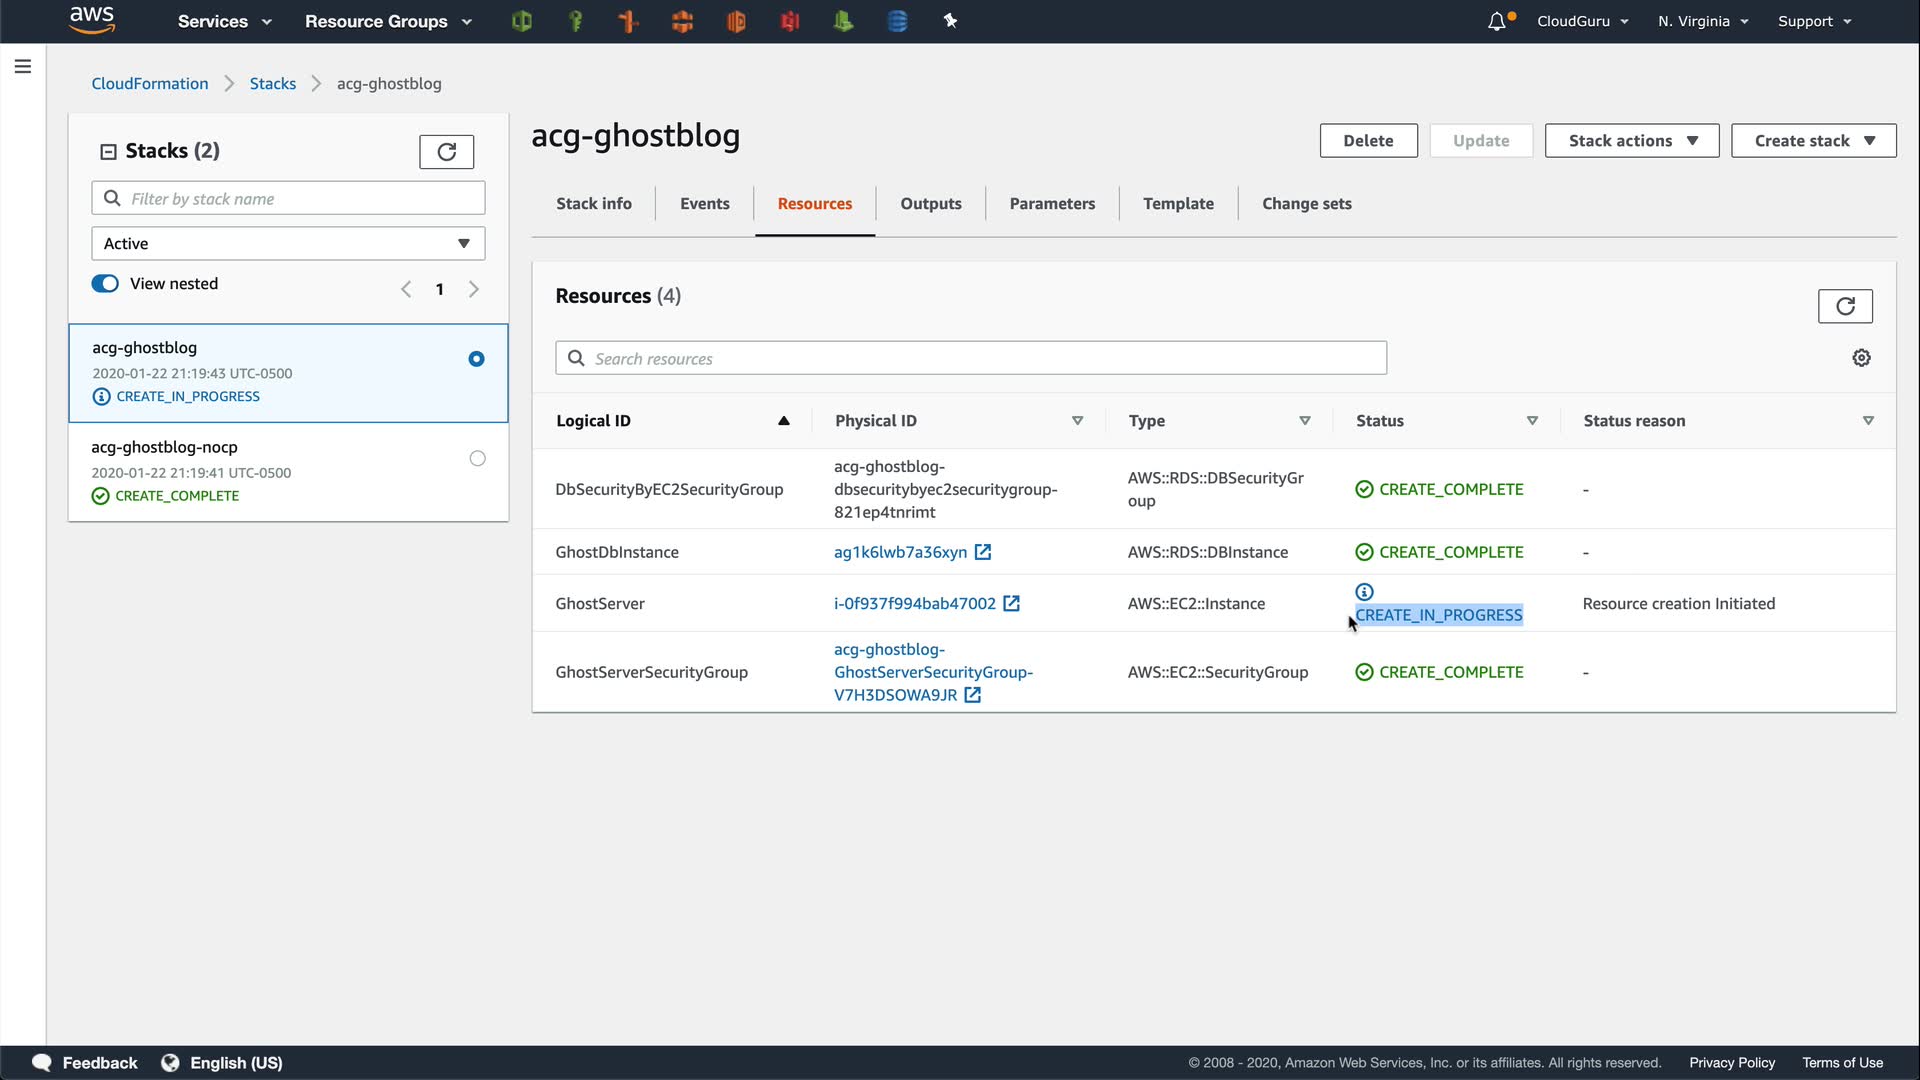 aws
Services
Resource Groups
CloudGuru
N. Virginia
Support
CloudFormation
Stacks
acg-ghostblog
Stacks (2)
Filter by stack name
Active
View nested
1
acg-ghostblog
2020-01-22 21:19:43 UTC-0500
CREATE_IN_PROGRESS
acg-ghostblog-nocp
2020-01-22 21:19:41 UTC-0500
CREATE_COMPLETE
acg-ghostblog
Delete
Update
Stack actions
Create stack
Stack info
Events
Resources
Outputs
Parameters
Template
Change sets
Resources (4)
Search resources
Logical ID
Physical ID
Type
Status
Status reason
DbSecurityByEC2SecurityGroup
acg-ghostblog-
dbsecuritybyec2securitygroup-
821ep4tnrimt
AWS::RDS::DBSecurityGr
oup
CREATE_COMPLETE
-
GhostDbInstance
ag1k6lwb7a36xyn
AWS::RDS::DBInstance
CREATE_COMPLETE
-
GhostServer
i-0f937f994bab47002
AWS::EC2::Instance
CREATE_IN_PROGRESS
Resource creation Initiated
GhostServerSecurityGroup
acg-ghostblog-
GhostServerSecurityGroup-
V7H3DSOWA9JR
AWS::EC2::SecurityGroup
CREATE_COMPLETE
-
Feedback
English (US)
© 2008 - 2020, Amazon Web Services, Inc. or its affiliates. All rights reserved.
Privacy Policy
Terms of Use